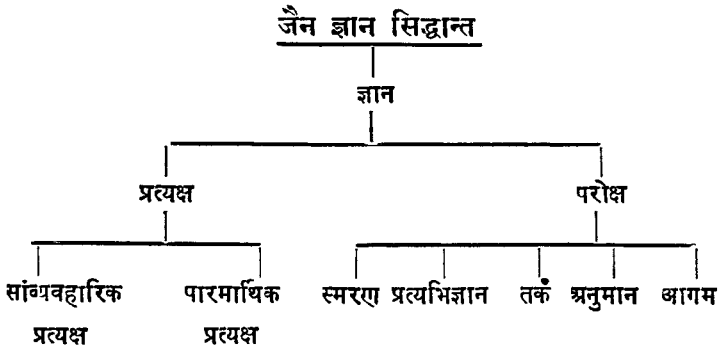 जैन ज्ञान सिद्धान्त
ज्ञान
प्रत्यक्ष परोक्ष
सांव्यवहारिक पारमार्थिक स्मरण प्रत्यभिज्ञान तर्क अनुमान आगम
प्रत्यक्ष प्रत्यक्ष